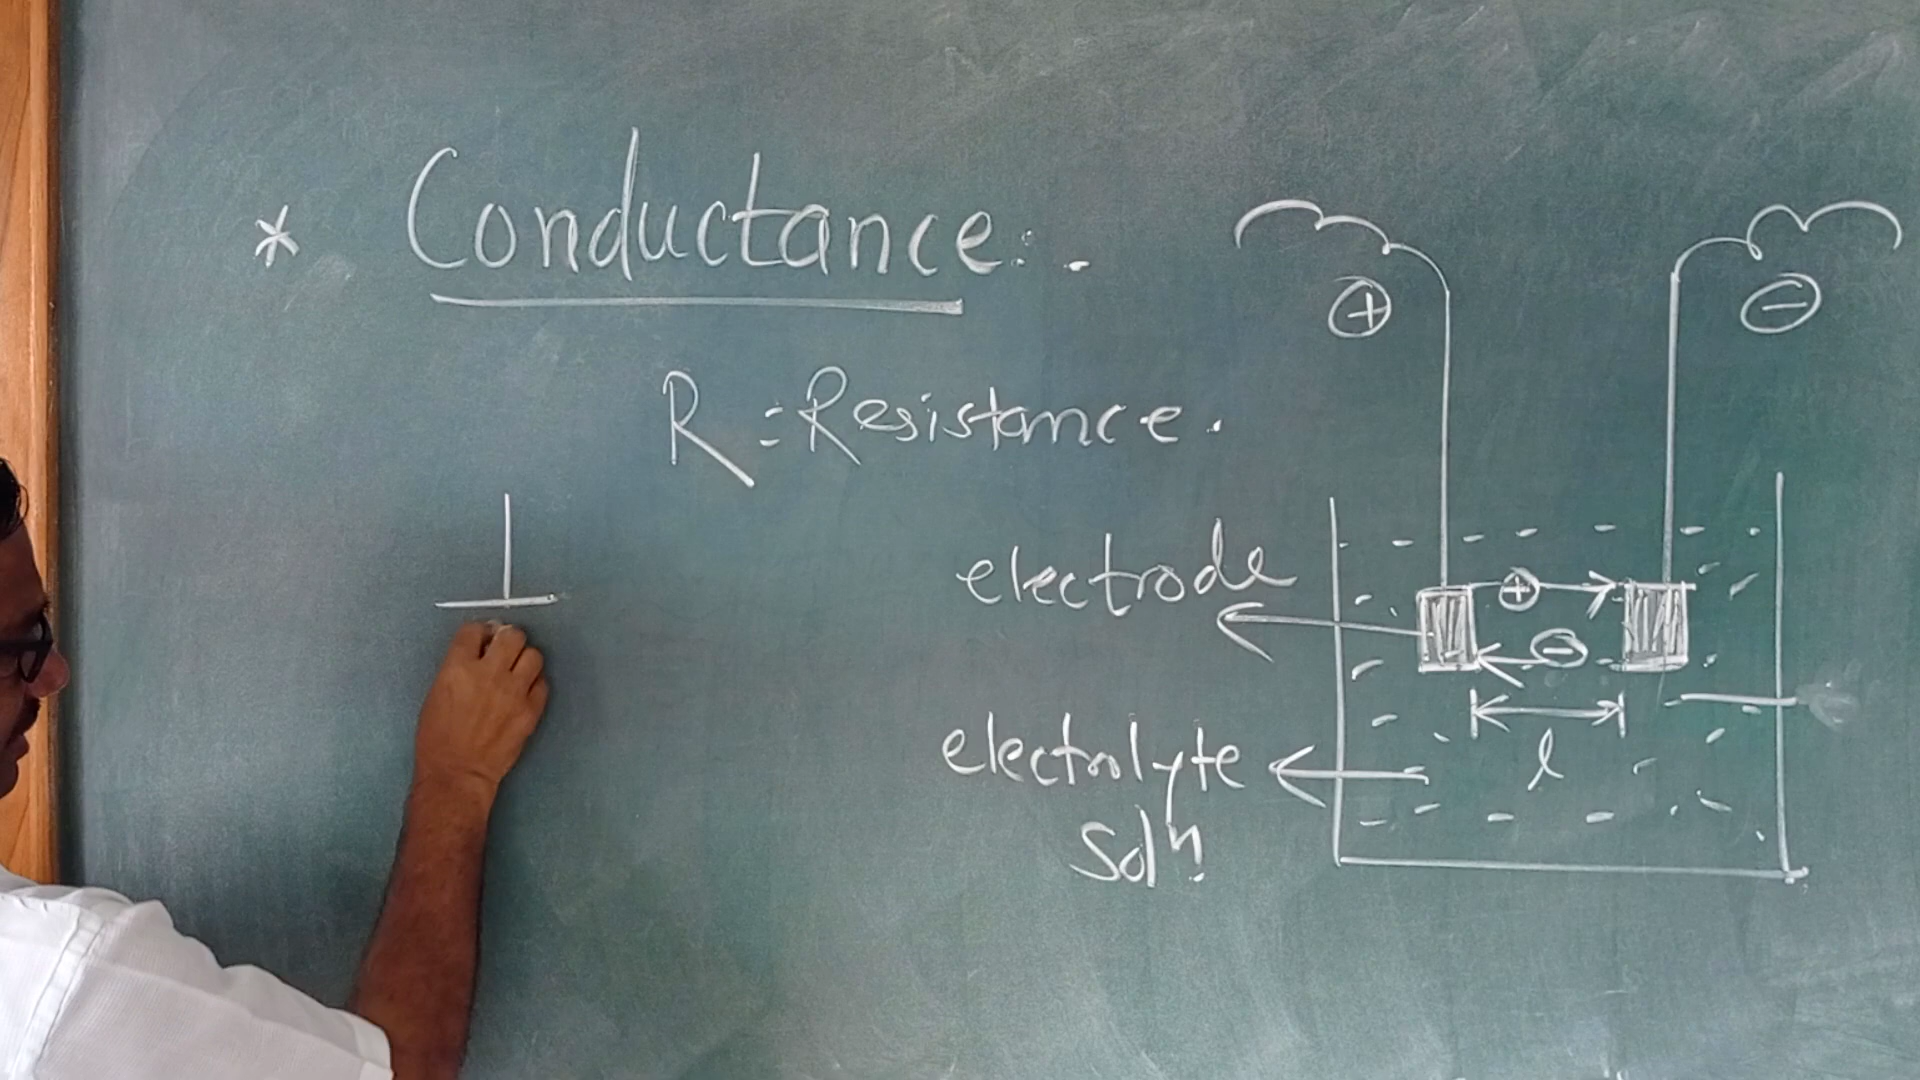 * Conductance :.
R = Resistance.
1
electrode
electrolyte
Soln.
+
-
+
-
l